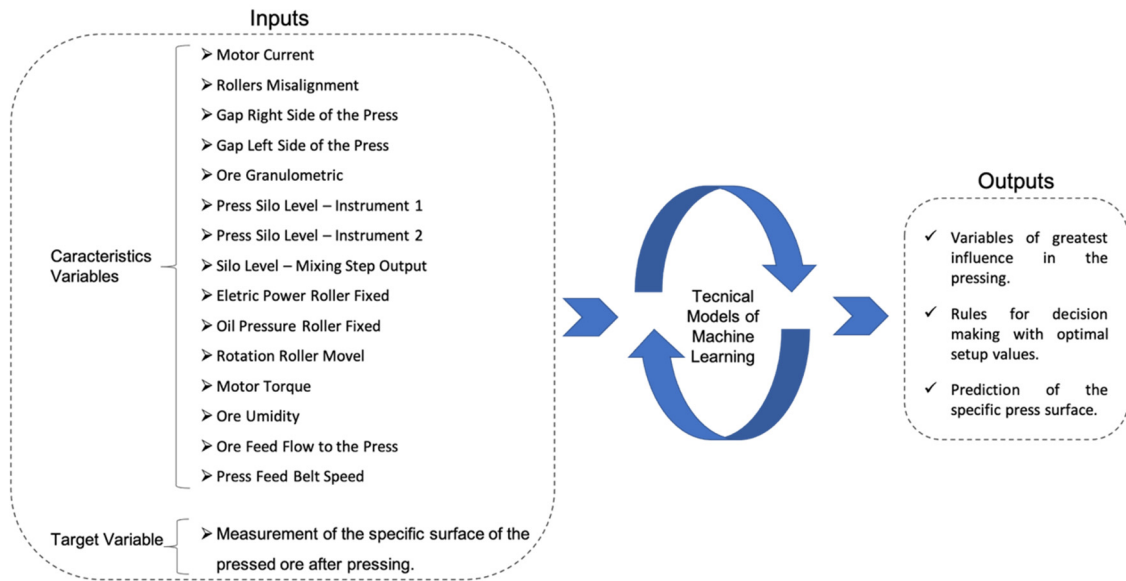 Inputs
Caracteristics
Variables
➢ Motor Current
➢ Rollers Misalignment
➢ Gap Right Side of the Press
➢ Gap Left Side of the Press
➢ Ore Granulometric
➢ Press Silo Level – Instrument 1
➢ Press Silo Level – Instrument 2
➢ Silo Level – Mixing Step Output
➢ Eletric Power Roller Fixed
➢ Oil Pressure Roller Fixed
➢ Rotation Roller Movel
➢ Motor Torque
➢ Ore Umidity
➢ Ore Feed Flow to the Press
➢ Press Feed Belt Speed
Target Variable
➢ Measurement of the specific surface of the
pressed ore after pressing.
Tecnical
Models of
Machine
Learning
Outputs
✓ Variables of greatest
influence in the
pressing.
✓ Rules for decision
making with optimal
setup values.
✓ Prediction of the
specific press surface.